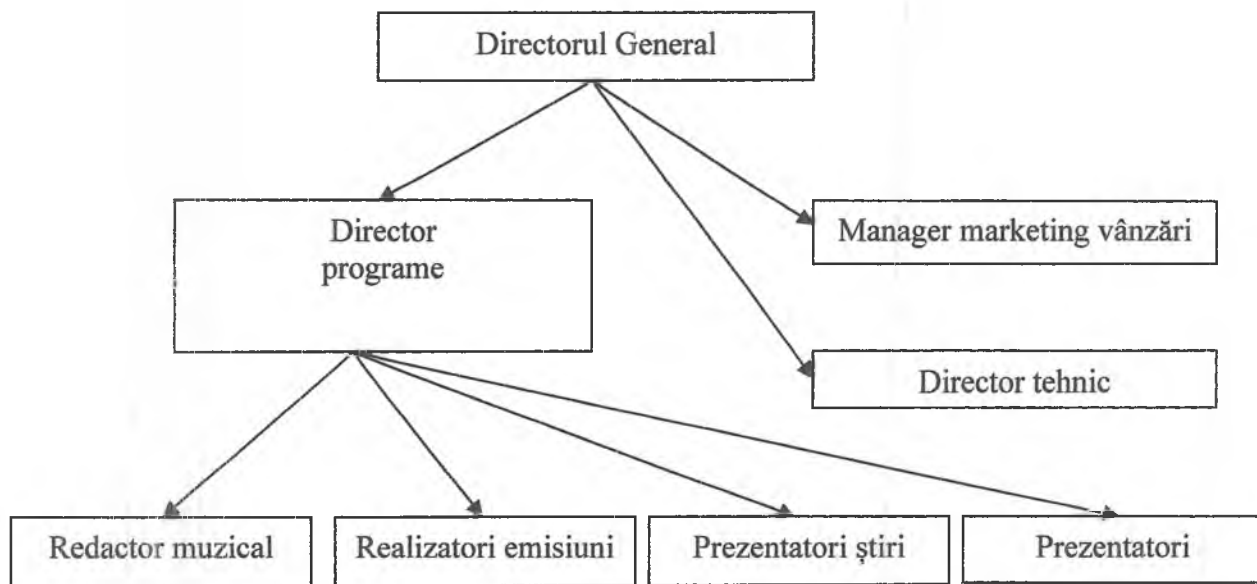 Directorul General
Director
programe
Manager marketing vânzări
Director tehnic
Redactor muzical
Realizatori emisiuni
Prezentatori știri
Prezentatori